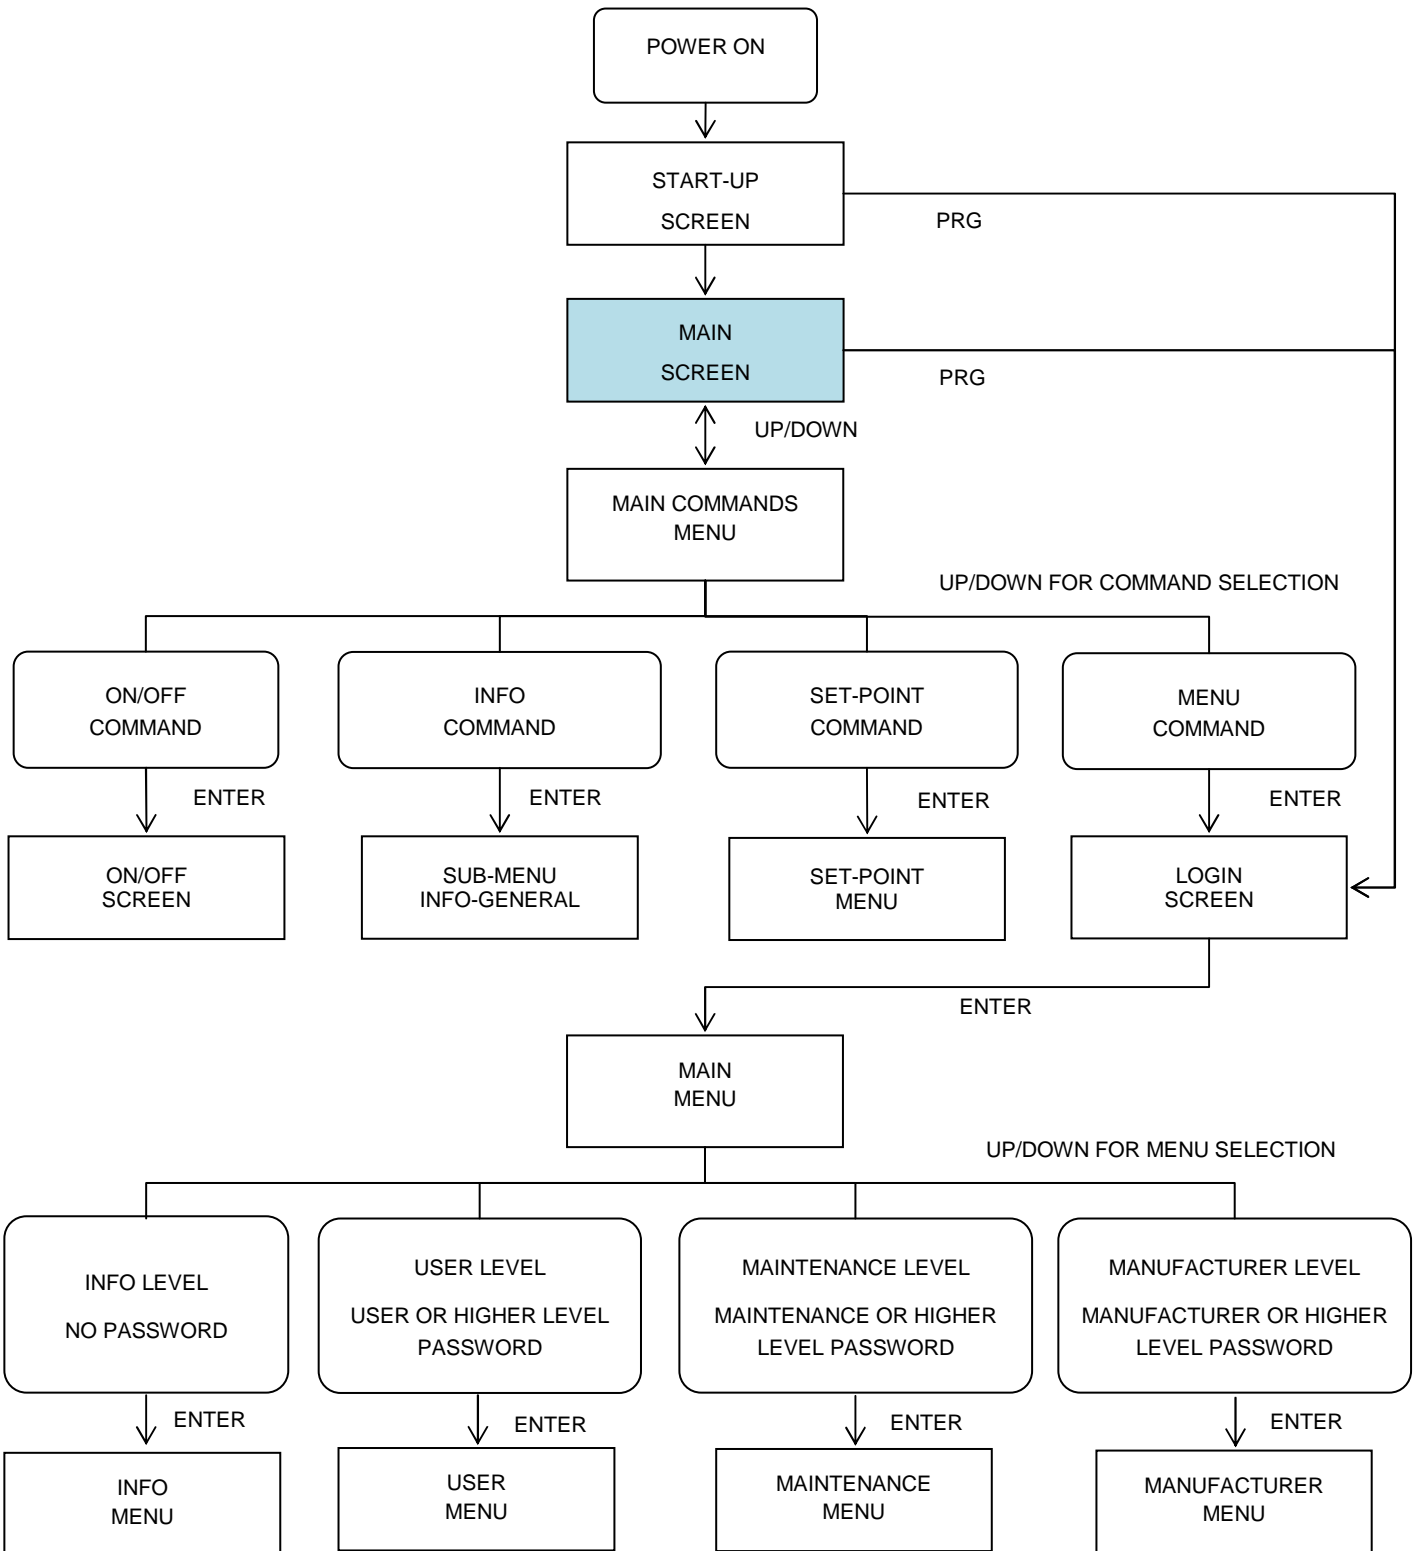 POWER ON
START-UP
SCREEN
PRG
MAIN
SCREEN
PRG
UP/DOWN
MAIN COMMANDS
MENU
UP/DOWN FOR COMMAND SELECTION
ON/OFF
COMMAND
INFO
COMMAND
SET-POINT
COMMAND
MENU
COMMAND
ENTER
ENTER
ENTER
ENTER
ON/OFF
SCREEN
SUB-MENU
INFO-GENERAL
SET-POINT
MENU
LOGIN
SCREEN
ENTER
MAIN
MENU
UP/DOWN FOR MENU SELECTION
INFO LEVEL
NO PASSWORD
USER LEVEL
USER OR HIGHER LEVEL
PASSWORD
MAINTENANCE LEVEL
MAINTENANCE OR HIGHER
LEVEL PASSWORD
MANUFACTURER LEVEL
MANUFACTURER OR HIGHER
LEVEL PASSWORD
ENTER
ENTER
ENTER
ENTER
INFO
MENU
USER
MENU
MAINTENANCE
MENU
MANUFACTURER
MENU